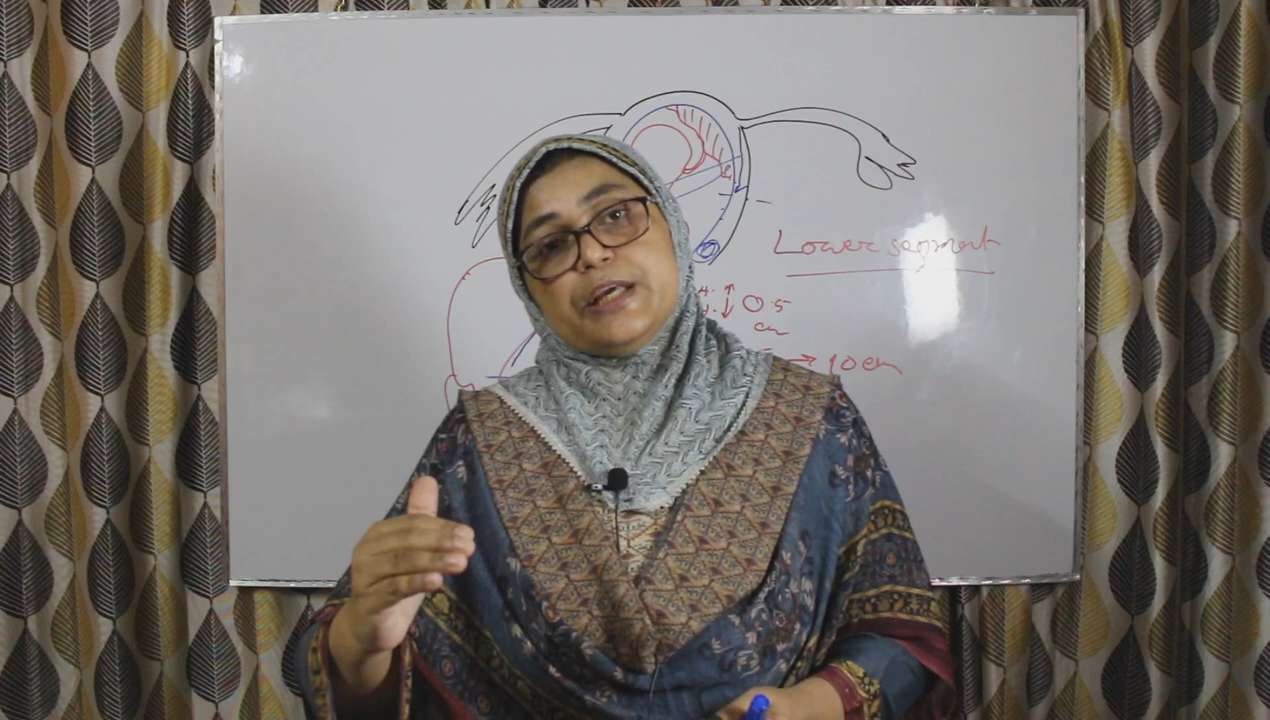 Lower segment
0.5
cm
→ 10 cm